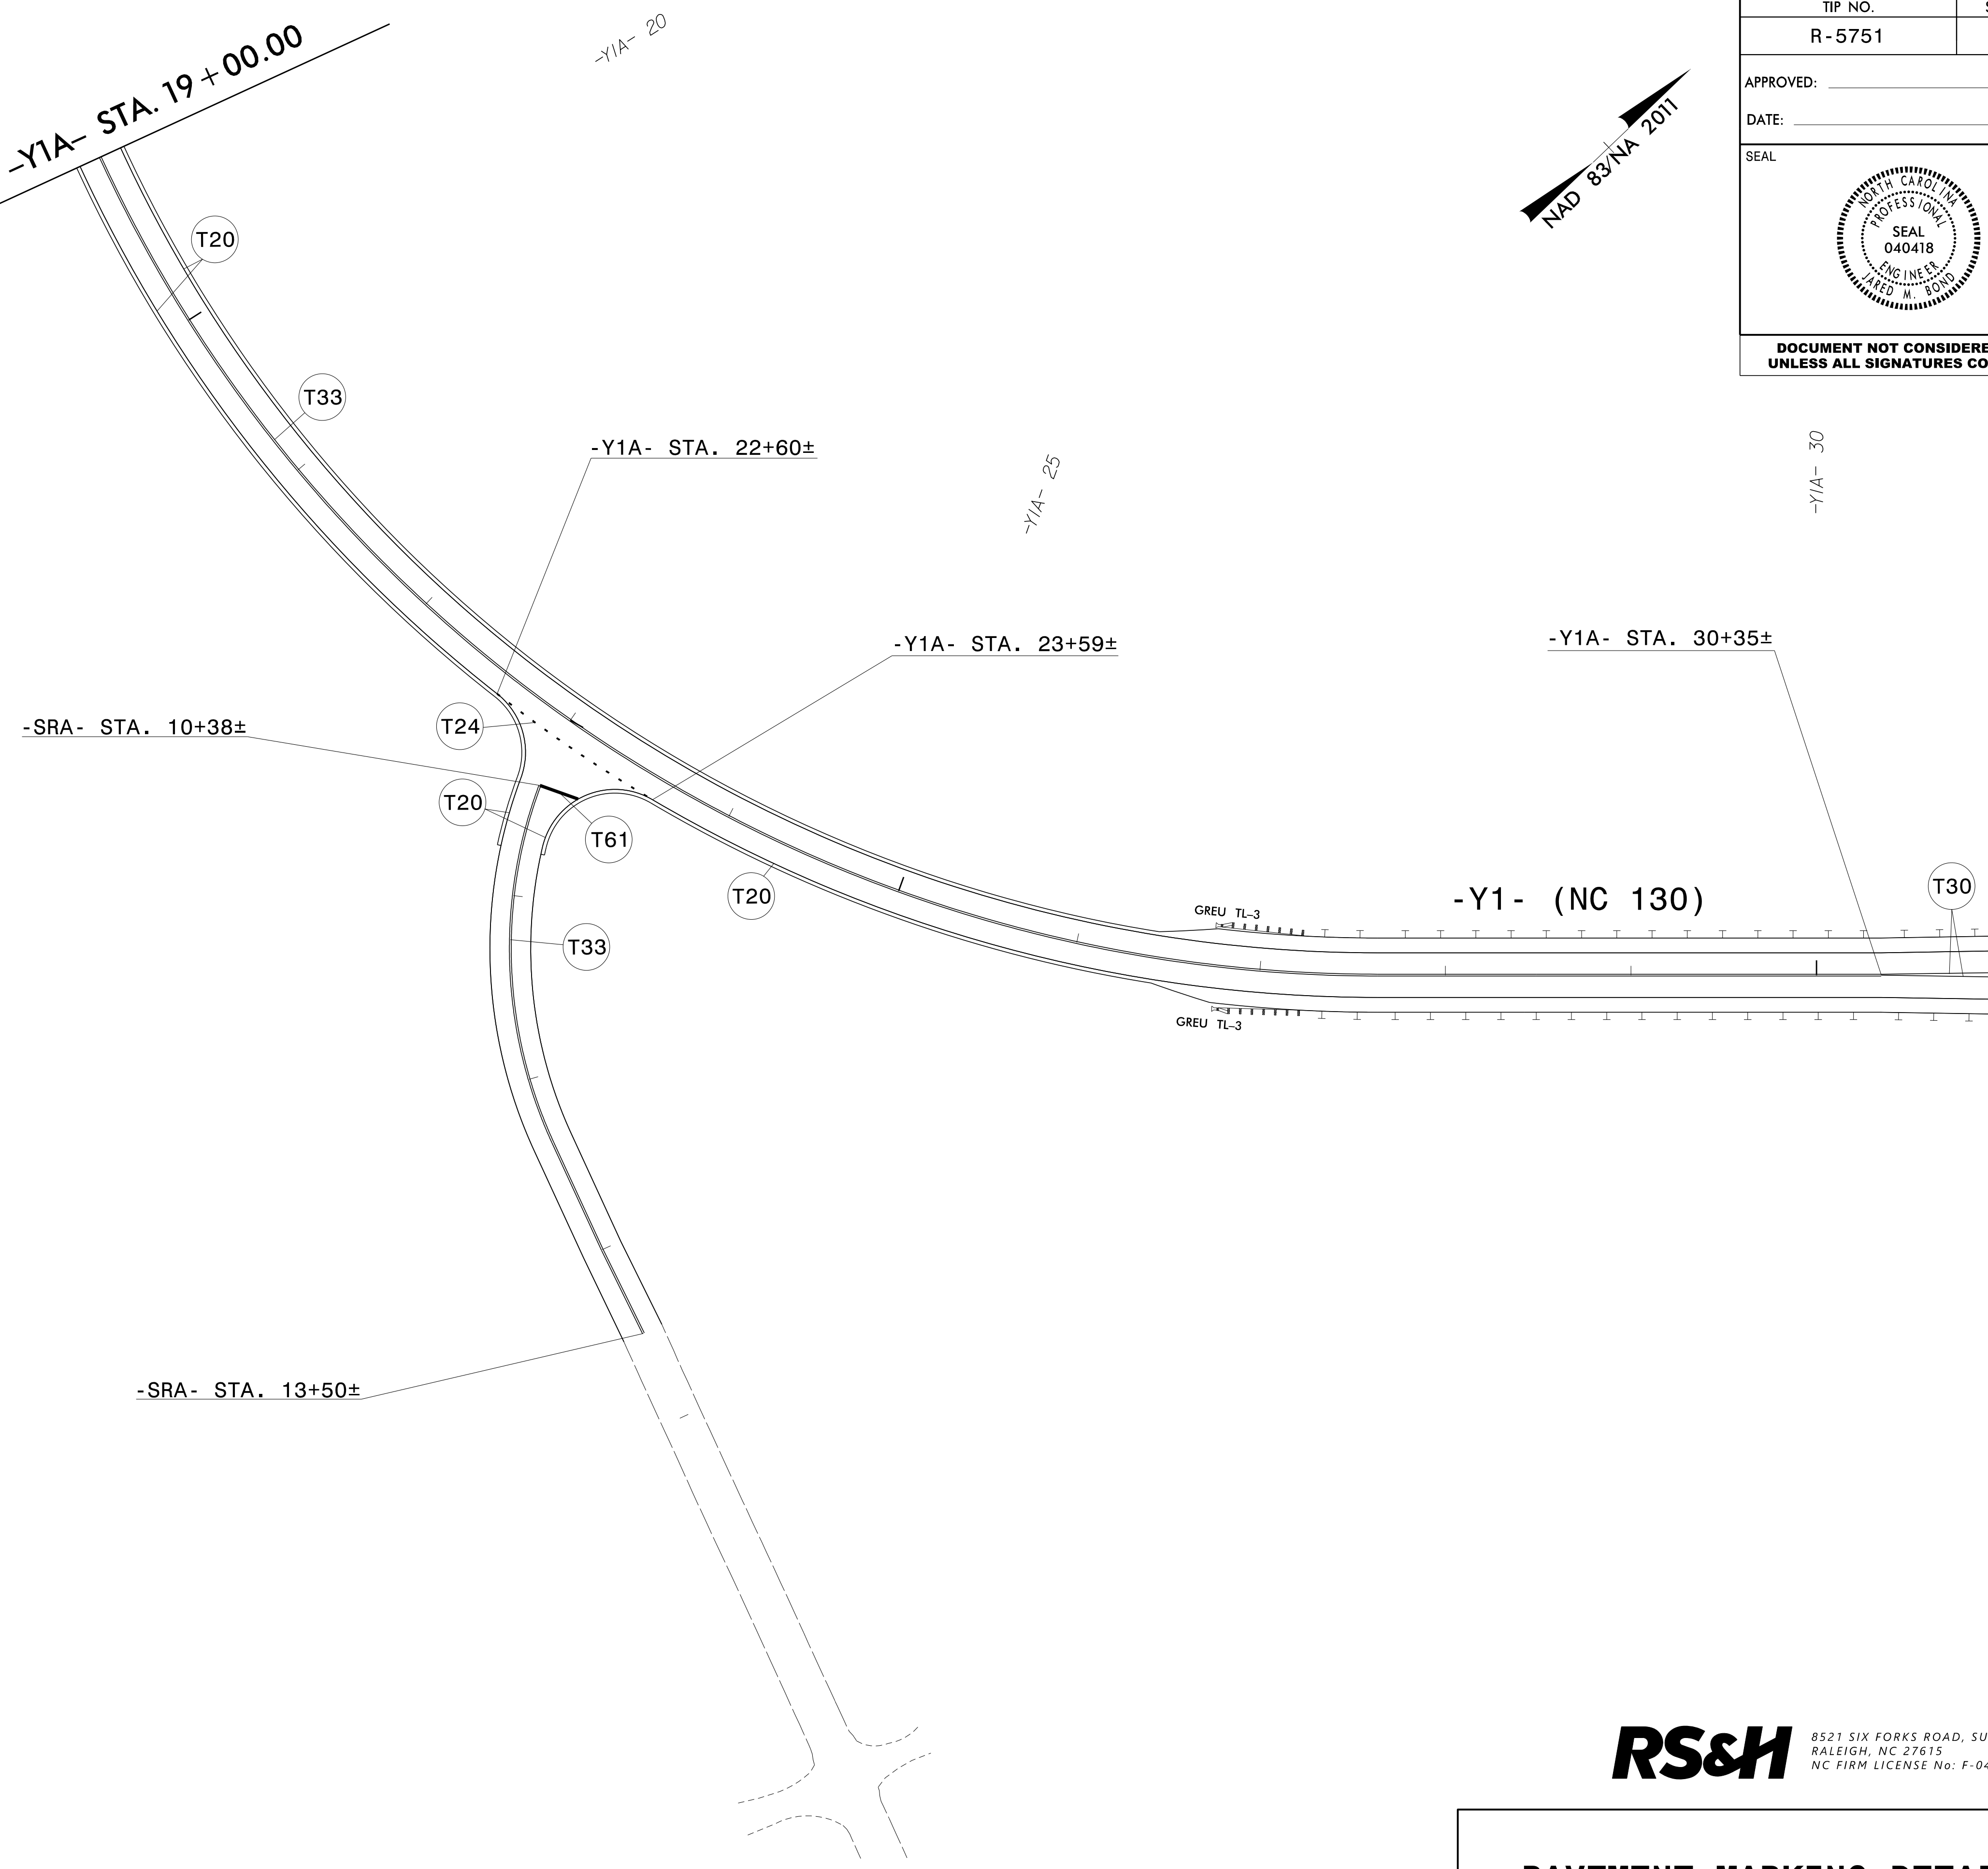 TIP NO.
R-5751
APPROVED:
DATE:
SEAL
NORTH CAROLINA
PROFESSIONAL
SEAL
040418
ENGINEER
JARED M. BOND
DOCUMENT NOT
UNLESS ALL SIGNATURES
-Y1A- STA. 19+00.00
-Y1A- 20
NAD 83/NA 2011
T20
T33
-Y1A- STA. 22+60±
-Y1A- 25
-Y1A- 30
-Y1A- STA. 23+59±
-Y1A- STA. 30+35±
-SRA- STA. 10+38±
T24
T20
T61
T20
T30
-Y1- (NC 130)
GREU TL-3
T33
GREU TL-3
-SRA- STA. 13+50±
RS&H
8521 SIX FORKS ROAD,
RALEIGH, NC 27615
NC FIRM LICENSE No: